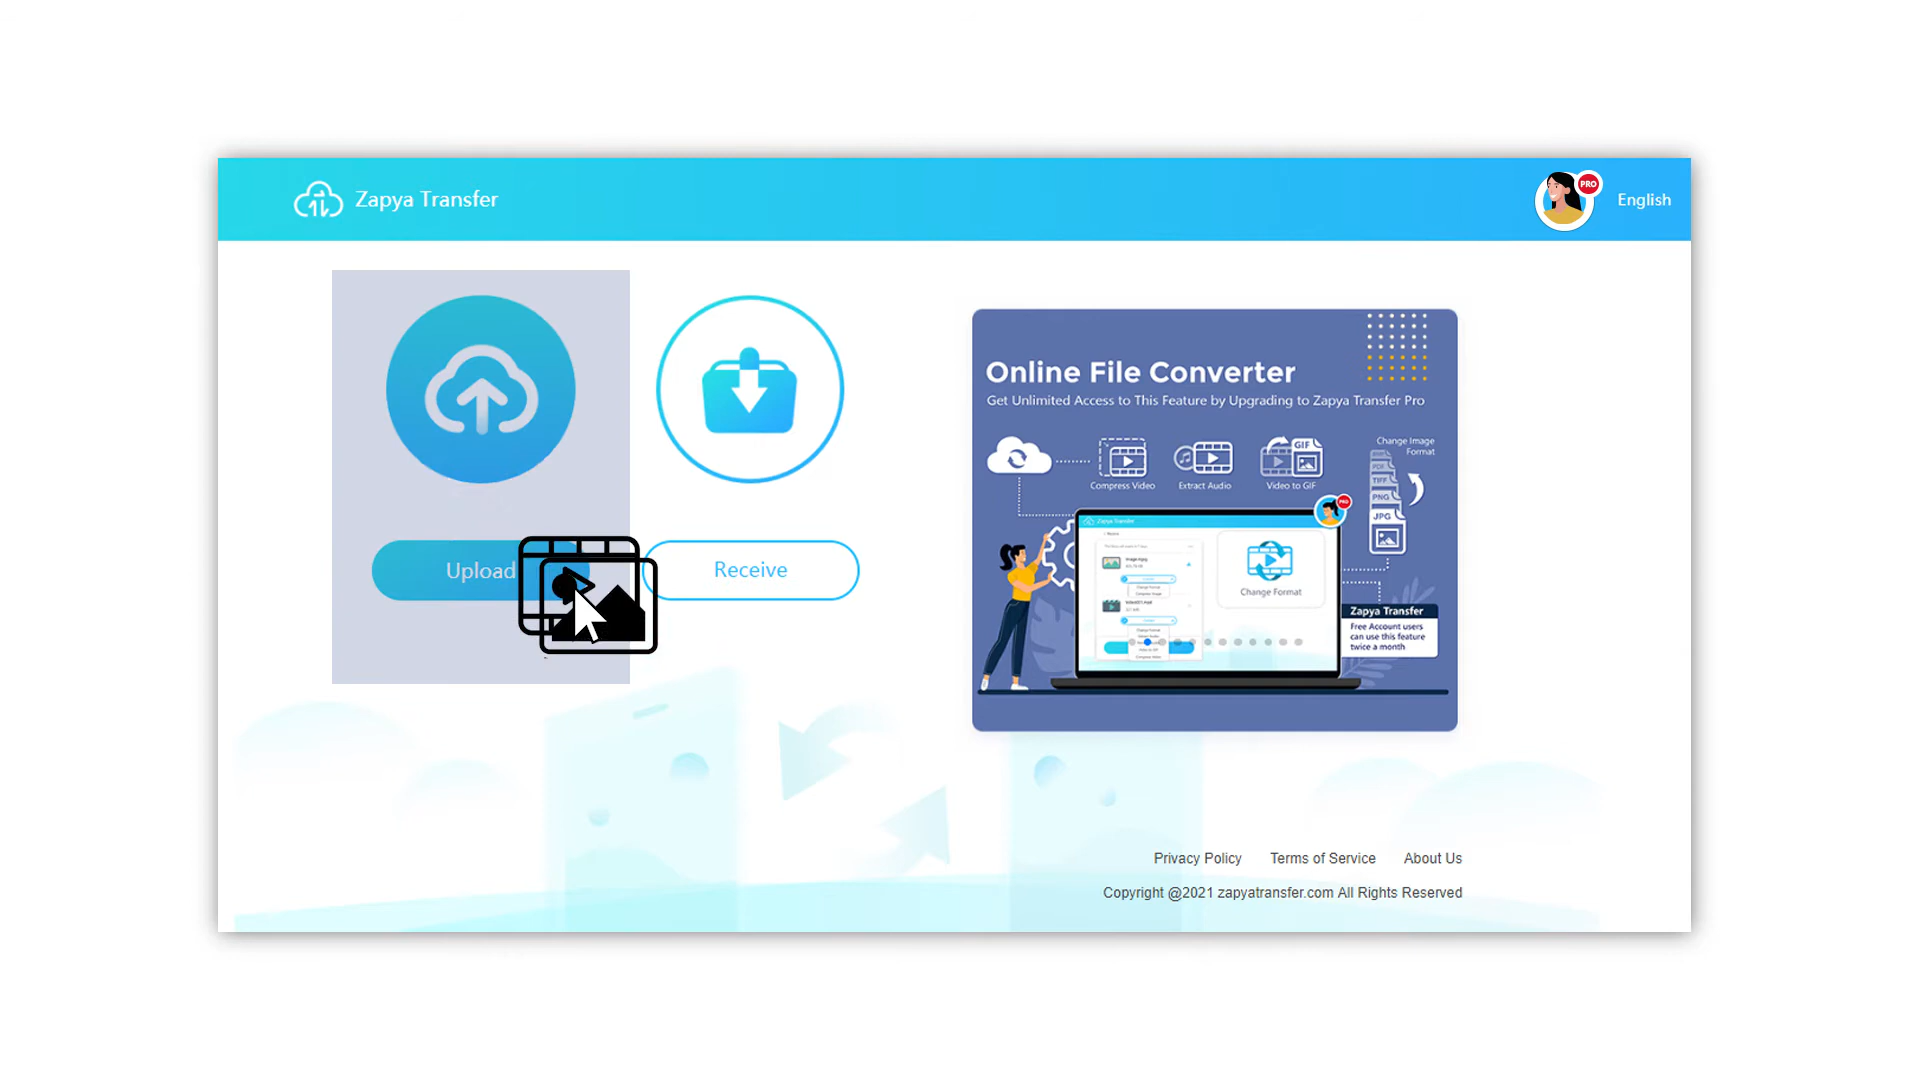 Zapya Transfer
PRO
English
Upload
Receive
Online File Converter
Get Unlimited Access to This Feature by Upgrading to Zapya Transfer Pro
Compress Video
Extract Audio
GIF
Video to GIF
Change Image
Format
PDF
TIFF
PNG
JPG
PRO
Zapya Transfer
Change Format
Zapya Transfer
Free Account users
can use this feature
twice a month
Privacy Policy
Terms of Service
About Us
Copyright @2021 zapyatransfer.com All Rights Reserved